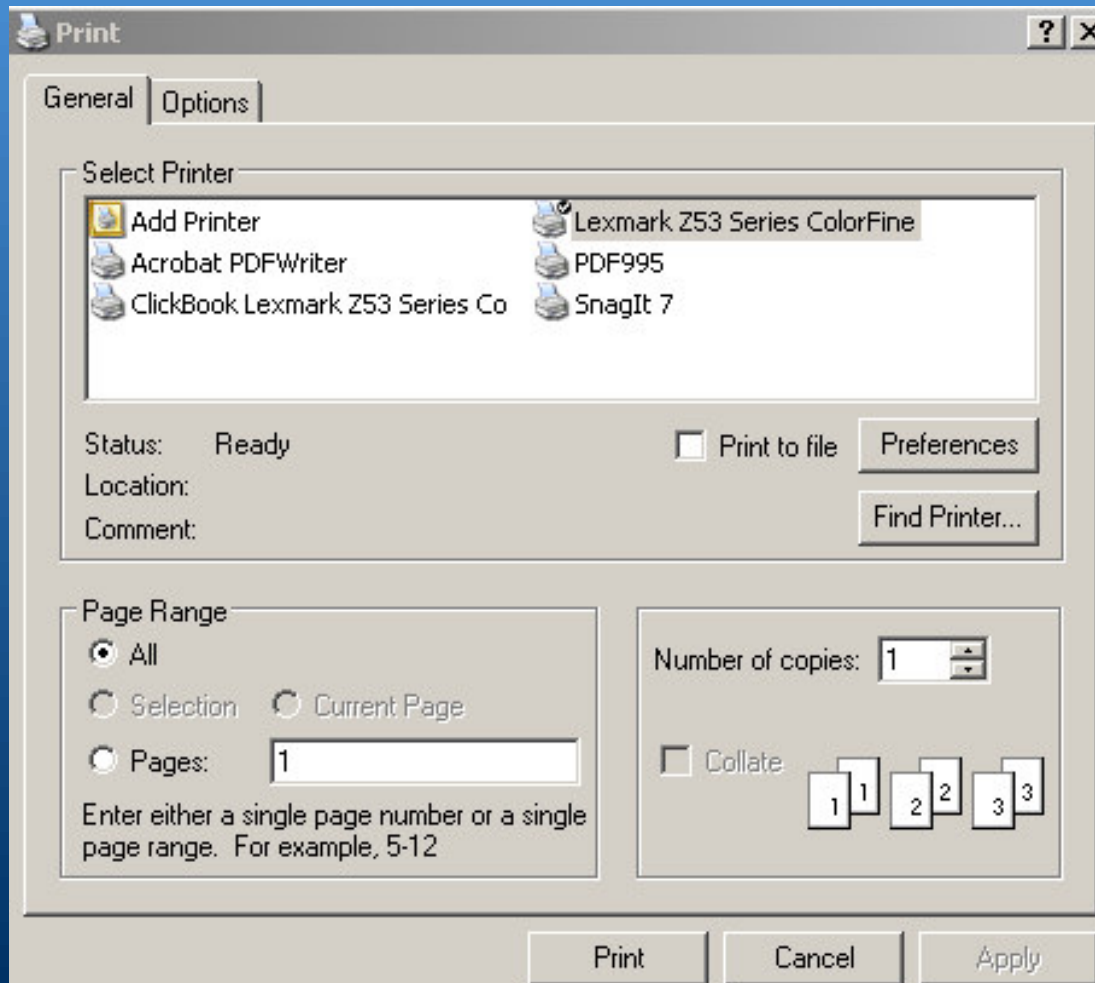 Print
General Options
Select Printer
Add Printer Lexmark Z53 Series ColorFine
Acrobat PDFWriter PDF995
ClickBook Lexmark Z53 Series Co SnagIt 7
Status: Ready Print to file Preferences
Location:
Comment: Find Printer...
Page Range
All
Selection Current Page
Pages: 1
Enter either a single page number or a single
page range. For example, 5-12
Number of copies: 1
Collate
1 1 2 2 3 3
Print Cancel Apply